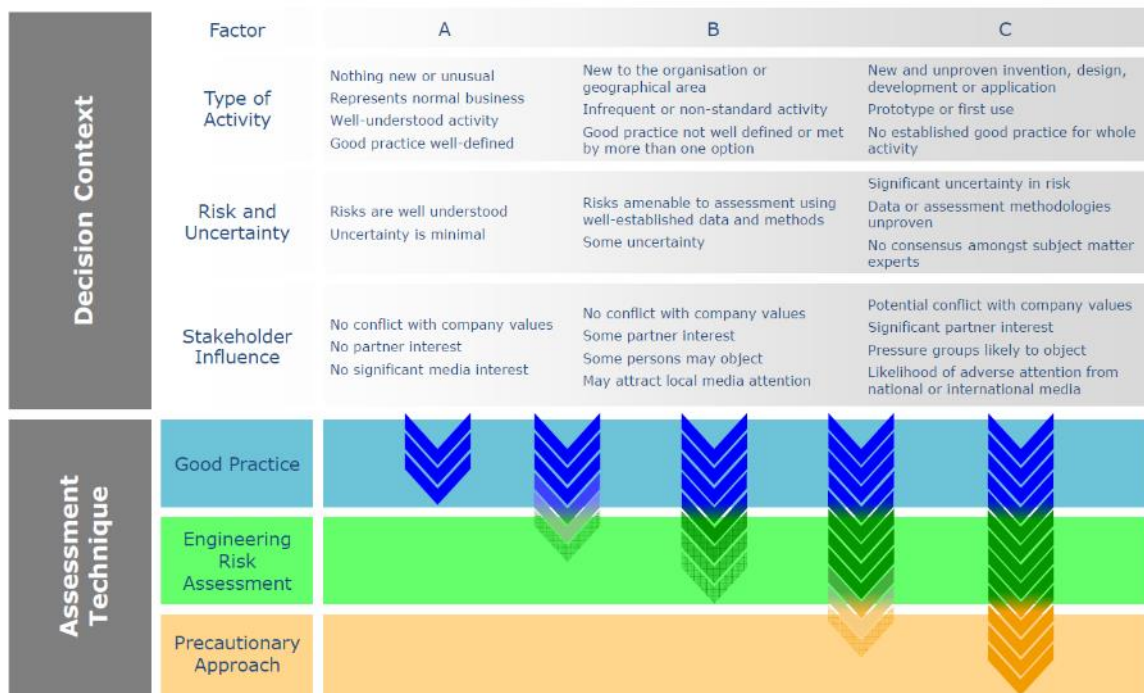 Decision Context
Factor
A
B
C
Type of
Activity
Nothing new or unusual
Represents normal business
Well-understood activity
Good practice well-defined
New to the organisation or
geographical area
Infrequent or non-standard activity
Good practice not well defined or met
by more than one option
New and unproven invention, design,
development or application
Prototype or first use
No established good practice for whole
activity
Risk and
Uncertainty
Risks are well understood
Uncertainty is minimal
Risks amenable to assessment using
well-established data and methods
Some uncertainty
Significant uncertainty in risk
Data or assessment methodologies
unproven
No consensus amongst subject matter
experts
Stakeholder
Influence
No conflict with company values
No partner interest
No significant media interest
No conflict with company values
Some partner interest
Some persons may object
May attract local media attention
Potential conflict with company values
Significant partner interest
Pressure groups likely to object
Likelihood of adverse attention from
national or international media
Assessment
Technique
Good Practice
Engineering
Risk
Assessment
Precautionary
Approach